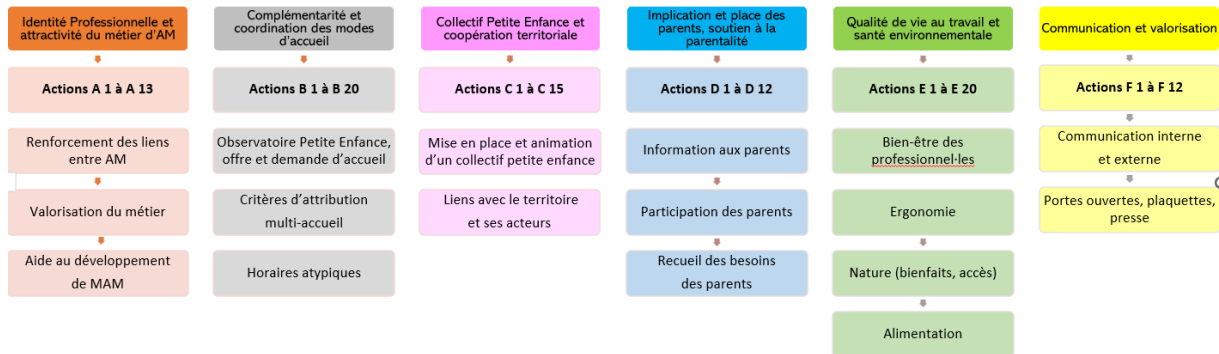 Identité Professionnelle et
attractivité du métier d'AM
Actions A 1 à A 13
Renforcement des liens
entre AM
Valorisation du métier
Aide au développement
de MAM
Complémentarité et
coordination des modes
d'accueil
Actions B 1 à B 20
Observatoire Petite Enfance,
offre et demande d'accueil
Critères d'attribution
multi-accueil
Horaires atypiques
Collectif Petite Enfance et
coopération territoriale
Actions C 1 à C 15
Mise en place et animation
d'un collectif petite enfance
Liens avec le territoire
et ses acteurs
Implication et place des
parents, soutien à la
parentalité
Actions D 1 à D 12
Information aux parents
Participation des parents
Recueil des besoins
des parents
Qualité de vie au travail et
santé environnementale
Actions E 1 à E 20
Bien-être des
professionnel·les
Ergonomie
Nature (bienfaits, accès)
Alimentation
Communication et valorisation
Actions F 1 à F 12
Communication interne
et externe
Portes ouvertes, plaquettes,
presse